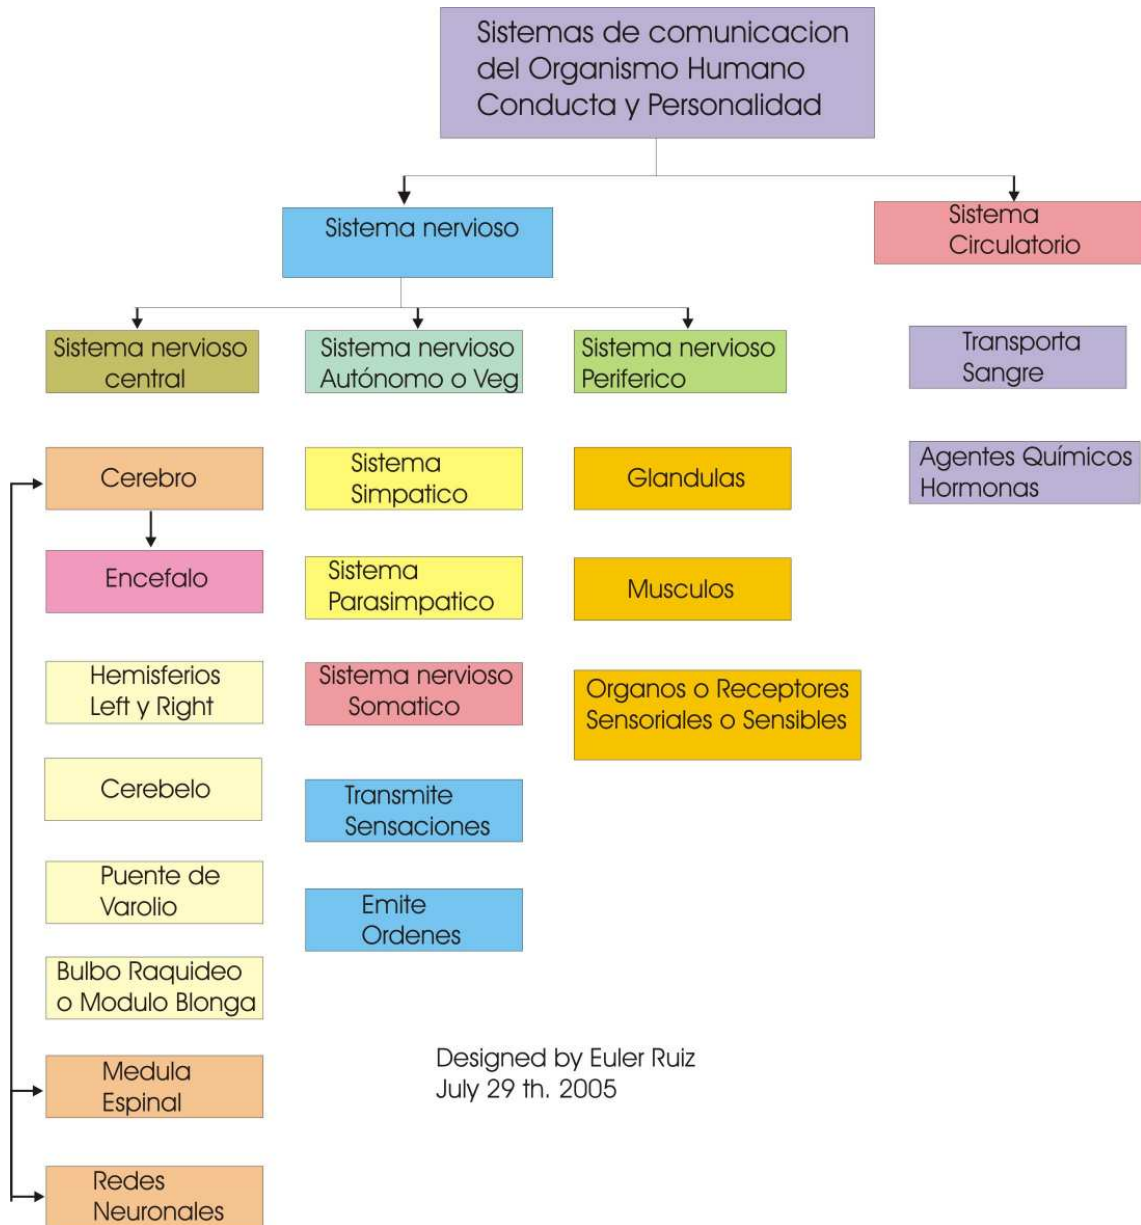 Sistemas de comunicacion
del Organismo Humano
Conducta y Personalidad
Sistema nervioso
Sistema
Circulatorio
Sistema nervioso
central
Sistema nervioso
Autónomo o Veg
Sistema nervioso
Periferico
Transporta
Sangre
Cerebro
Sistema
Simpatico
Glandulas
Agentes Químicos
Hormonas
Encefalo
Sistema
Parasimpatico
Musculos
Hemisferios
Left y Right
Sistema nervioso
Somatico
Organos o Receptores
Sensoriales o Sensibles
Cerebelo
Transmite
Sensaciones
Puente de
Varolio
Emite
Ordenes
Bulbo Raquideo
o Modulo Blonga
Medula
Espinal
Designed by Euler Ruiz
July 29 th. 2005
Redes
Neuronales